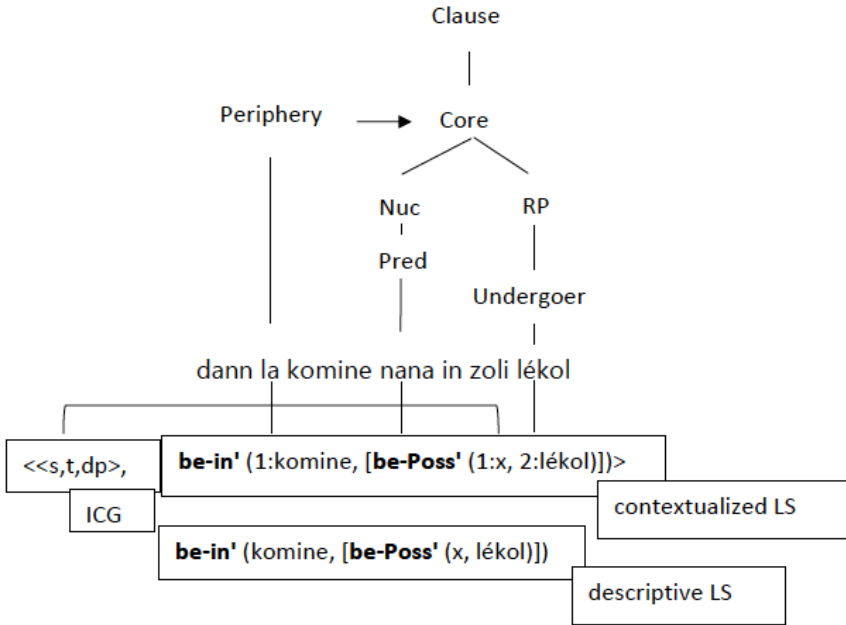 Clause
Periphery
Core
Nuc
RP
Pred
Undergoer
dann la komine nana in zoli lékol
<<s,t,dp>, be-in' (1:komine, [be-Poss' (1:x, 2:lékol)])>
ICG
contextualized LS
be-in' (komine, [be-Poss' (x, lékol)])
descriptive LS